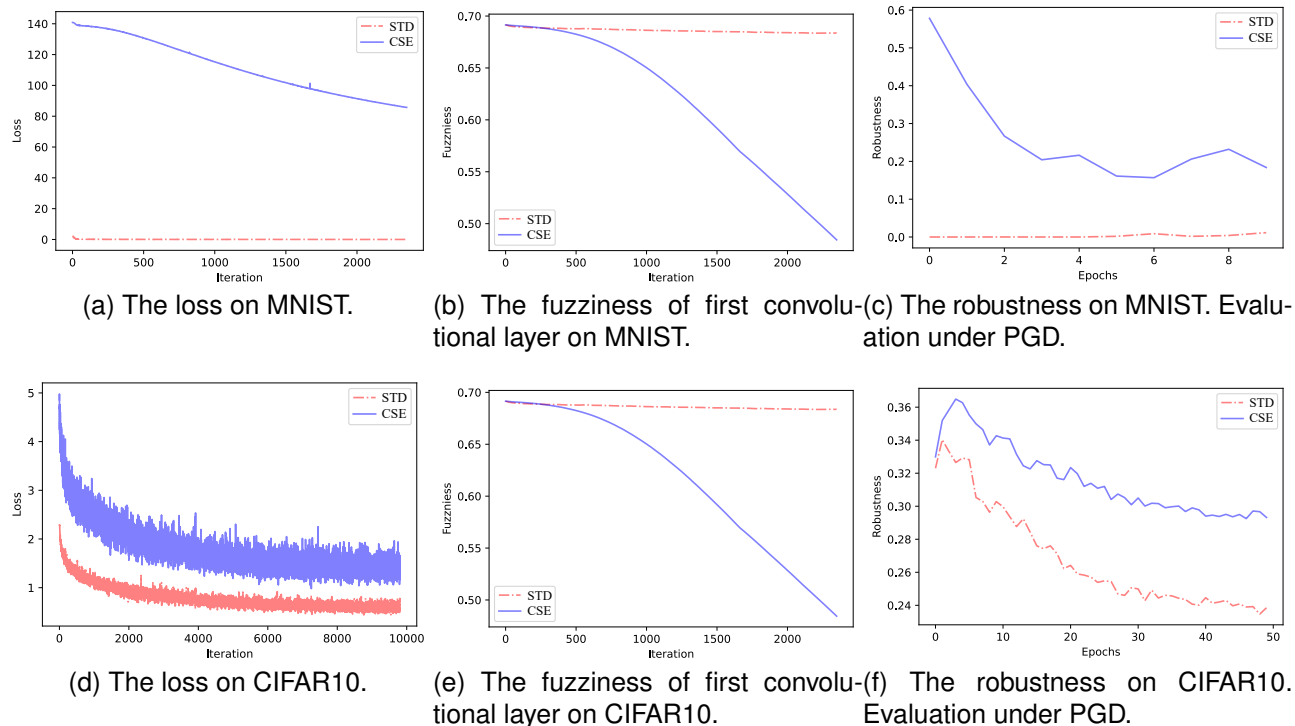 140
120
100
80
60
40
20
0
Loss
0
500
1000
1500
2000
Iteration
STD
CSE
(a) The loss on MNIST.
0.70
0.65
0.60
0.55
0.50
Fuzzniess
0
500
1000
1500
2000
Iteration
STD
CSE
(b) The fuzziness of first convolu-
tional layer on MNIST.
0.6
0.5
0.4
0.3
0.2
0.1
0.0
Robustness
0
2
4
6
8
Epochs
STD
CSE
(c) The robustness on MNIST. Evalu-
ation under PGD.
5
4
3
2
1
Loss
0
2000
4000
6000
8000
10000
Iteration
STD
CSE
(d) The loss on CIFAR10.
0.70
0.65
0.60
0.55
0.50
Fuzzniess
0
500
1000
1500
2000
Iteration
STD
CSE
(e) The fuzziness of first convolu-
tional layer on CIFAR10.
0.36
0.34
0.32
0.30
0.28
0.26
0.24
Robustness
0
10
20
30
40
50
Epochs
STD
CSE
(f) The robustness on CIFAR10.
Evaluation under PGD.